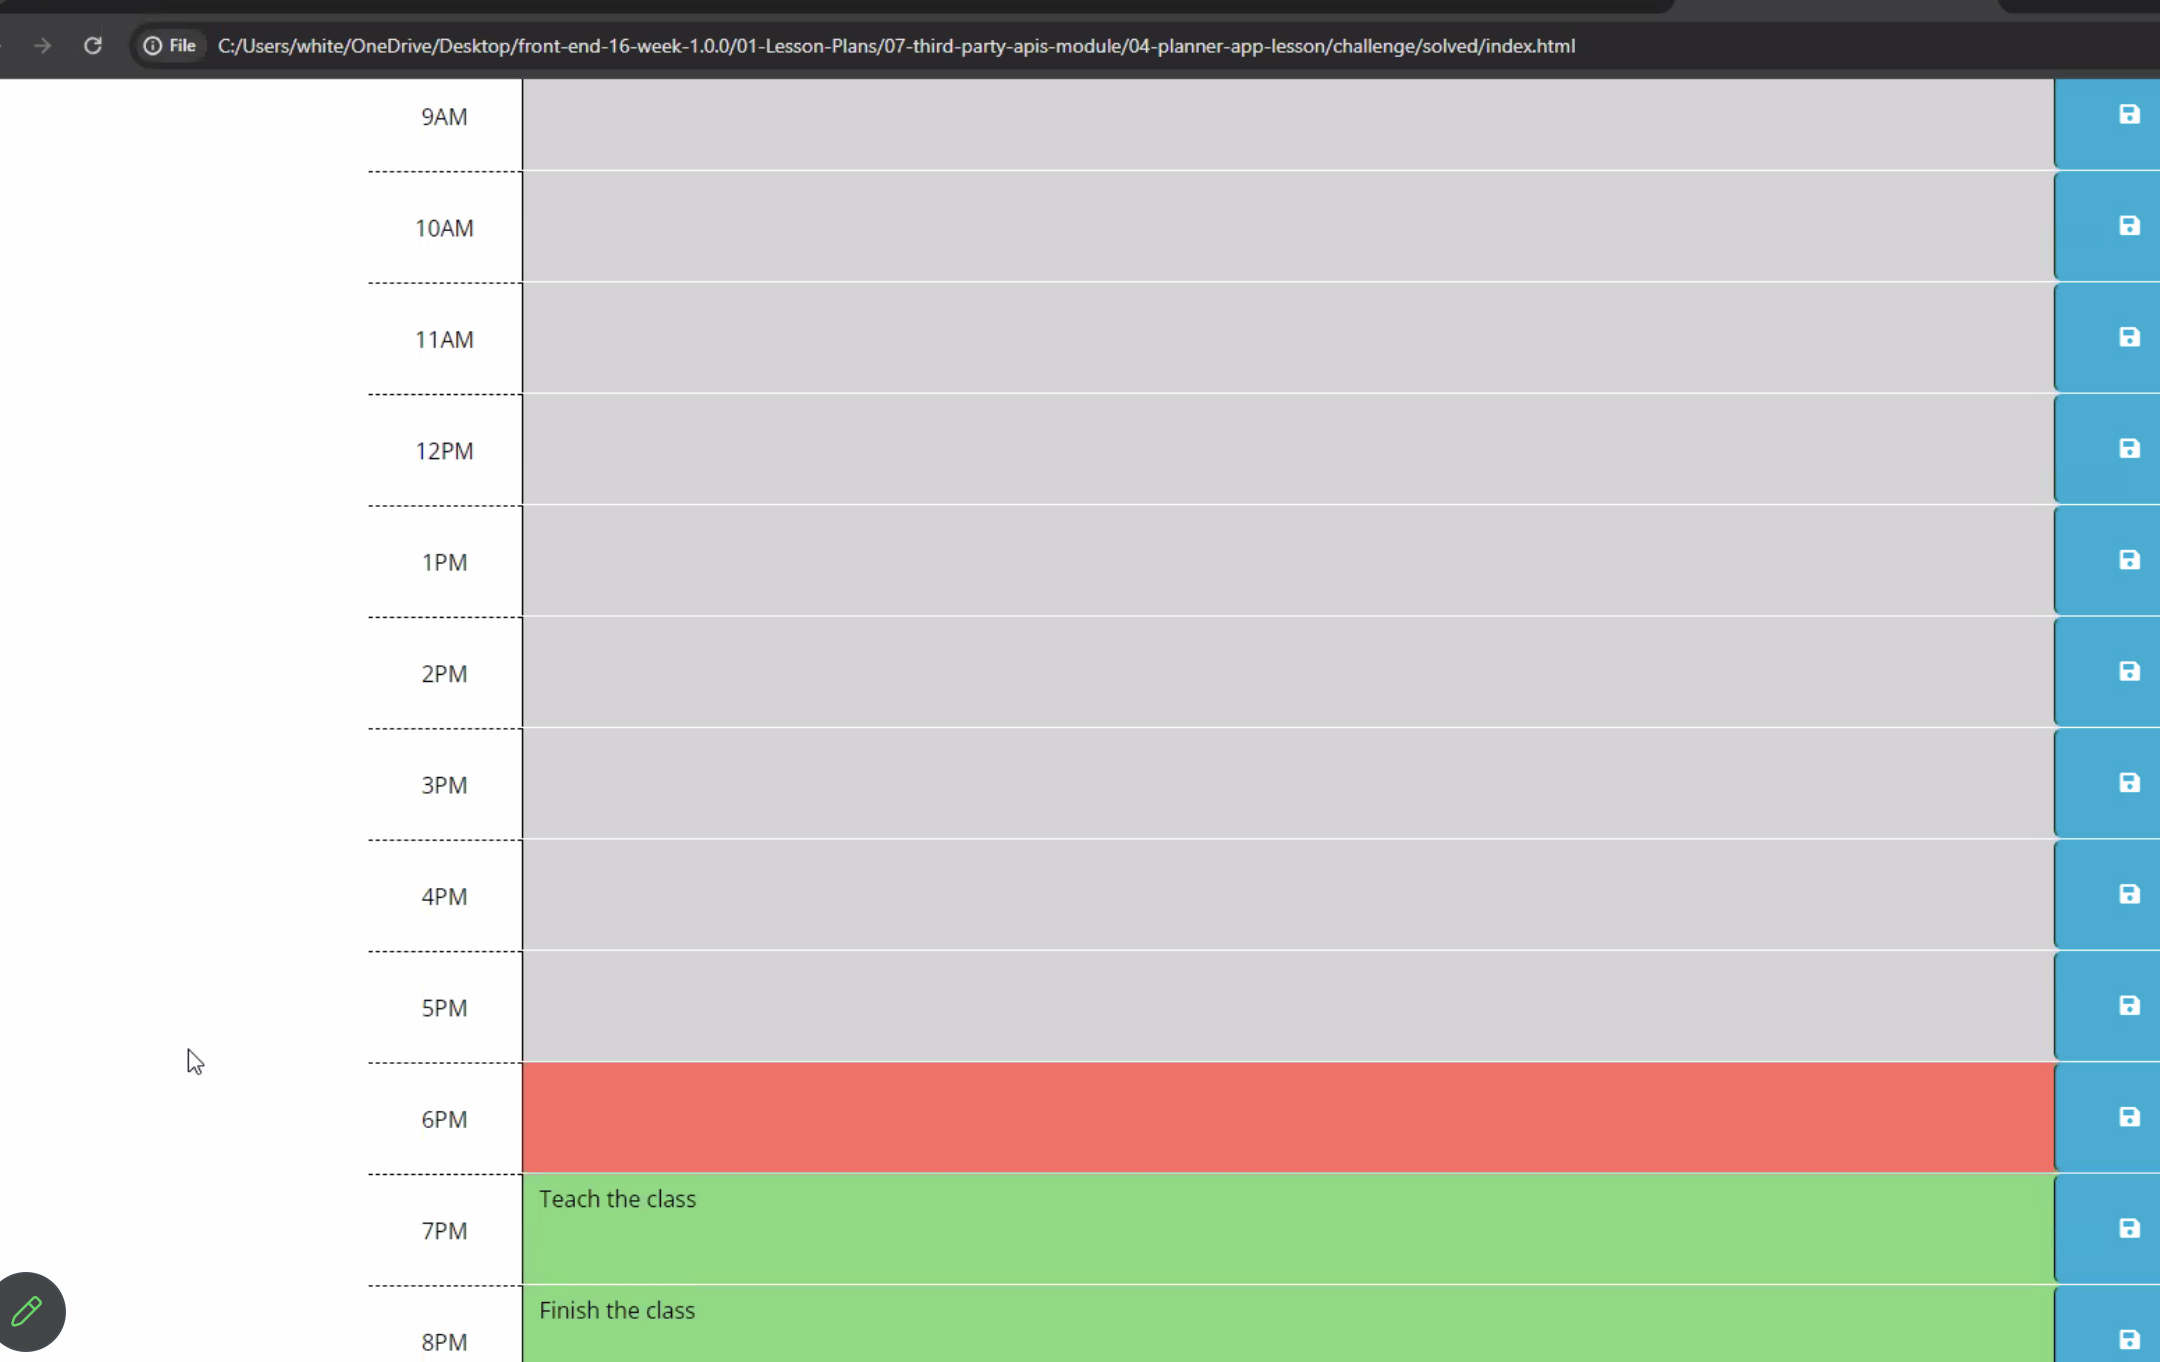 File C:/Users/white/OneDrive/Desktop/front-end-16-week-1.0.0/01-Lesson-Plans/07-third-party-apis-module/04-planner-app-lesson/challenge/solved/index.html
9AM
10AM
11AM
12PM
1PM
2PM
3PM
4PM
5PM
6PM
Teach the class
7PM
Finish the class
8PM